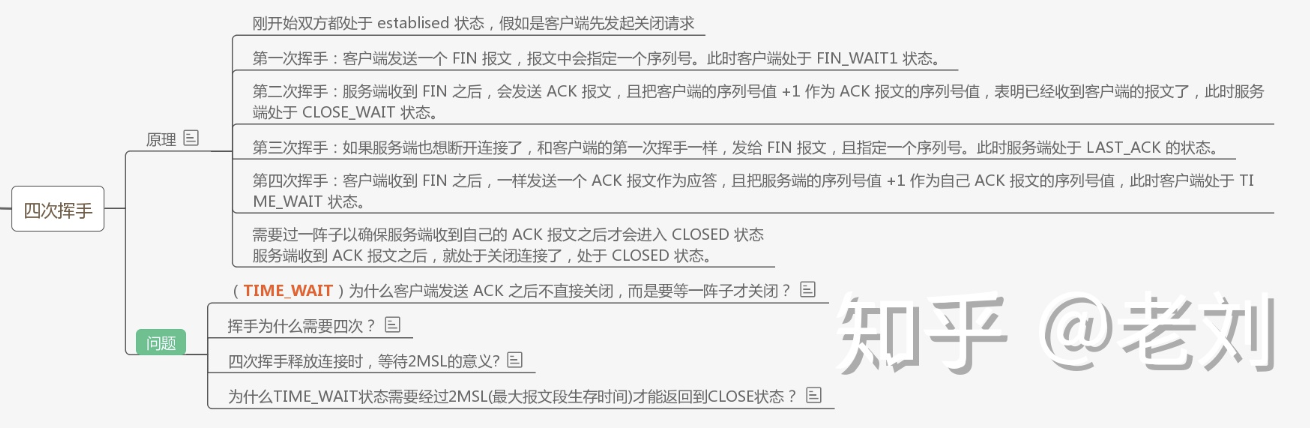 刚开始双方都处于 establised 状态，假如是客户端先发起关闭请求
第一次挥手：客户端发送一个 FIN 报文，报文中会指定一个序列号。此时客户端处于 FIN_WAIT1 状态。
第二次挥手：服务端收到 FIN 之后，会发送 ACK 报文，且把客户端的序列号值 +1 作为 ACK 报文的序列号值，表明已经收到客户端的报文了，此时服务
端处于 CLOSE_WAIT 状态。
原理
第三次挥手：如果服务端也想断开连接了，和客户端的第一次挥手一样，发给 FIN 报文，且指定一个序列号。此时服务端处于 LAST_ACK 的状态。
第四次挥手：客户端收到 FIN 之后，一样发送一个 ACK 报文作为应答，且把服务端的序列号值 +1 作为自己 ACK 报文的序列号值，此时客户端处于 TI
ME_WAIT 状态。
四次挥手
需要过一阵子以确保服务端收到自己的 ACK 报文之后才会进入 CLOSED 状态
服务端收到 ACK 报文之后，就处于关闭连接了，处于 CLOSED 状态。
（TIME_WAIT）为什么客户端发送 ACK 之后不直接关闭，而是要等一阵子才关闭？
挥手为什么需要四次？
问题
四次挥手释放连接时，等待2MSL的意义?
为什么TIME_WAIT状态需要经过2MSL(最大报文段生存时间)才能返回到CLOSE状态？
知乎 @老刘